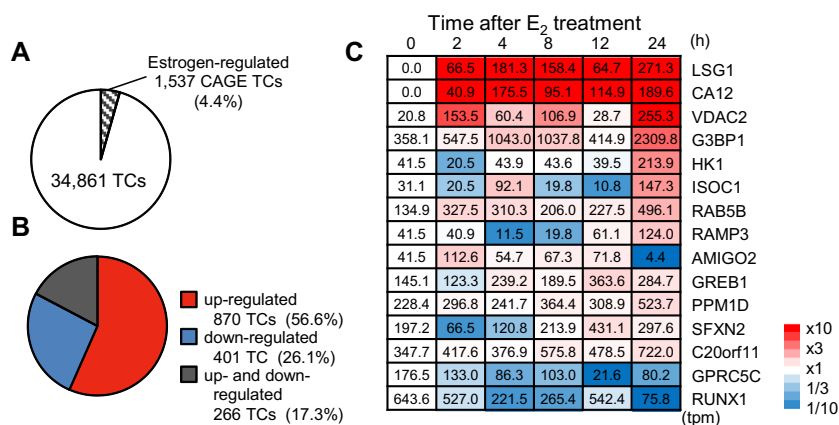 A
Estrogen-regulated
1,537 CAGE TCs
(4.4%)
34,861 TCs
B
up-regulated
870 TCs (56.6%)
down-regulated
401 TC (26.1%)
up- and down-
regulated
266 TCs (17.3%)
C
Time after E₂ treatment
0 2 4 8 12 24 (h)
0.0 66.5 181.3 158.4 64.7 271.3 LSG1
0.0 40.9 175.5 95.1 114.9 189.6 CA12
20.8 153.5 60.4 106.9 28.7 255.3 VDAC2
358.1 547.5 1043.0 1037.8 414.9 2309.8 G3BP1
41.5 20.5 43.9 43.6 39.5 213.9 HK1
31.1 20.5 92.1 19.8 10.8 147.3 ISOC1
134.9 327.5 310.3 206.0 227.5 496.1 RAB5B
41.5 40.9 11.5 19.8 61.1 124.0 RAMP3
41.5 112.6 54.7 67.3 71.8 4.4 AMIGO2
145.1 123.3 239.2 189.5 363.6 284.7 GREB1
228.4 296.8 241.7 364.4 308.9 523.7 PPM1D
197.2 66.5 120.8 213.9 431.1 297.6 SFXN2
347.7 417.6 376.9 575.8 478.5 722.0 C20orf11
176.5 133.0 86.3 103.0 21.6 80.2 GPRC5C
643.6 527.0 221.5 265.4 542.4 75.8 RUNX1
(tpm)
x10
x3
x1
1/3
1/10